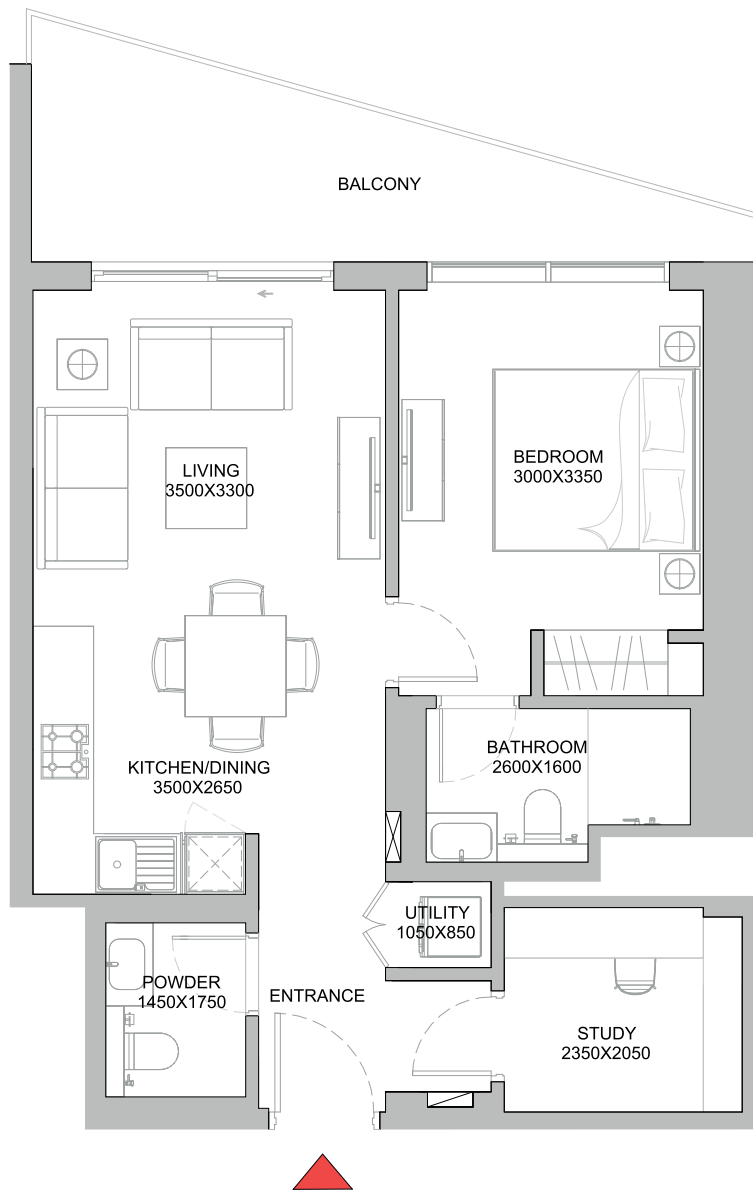 BALCONY
LIVING
3500X3300
BEDROOM
3000X3350
KITCHEN/DINING
3500X2650
BATHROOM
2600X1600
UTILITY
1050X850
POWDER
1450X1750
ENTRANCE
STUDY
2350X2050